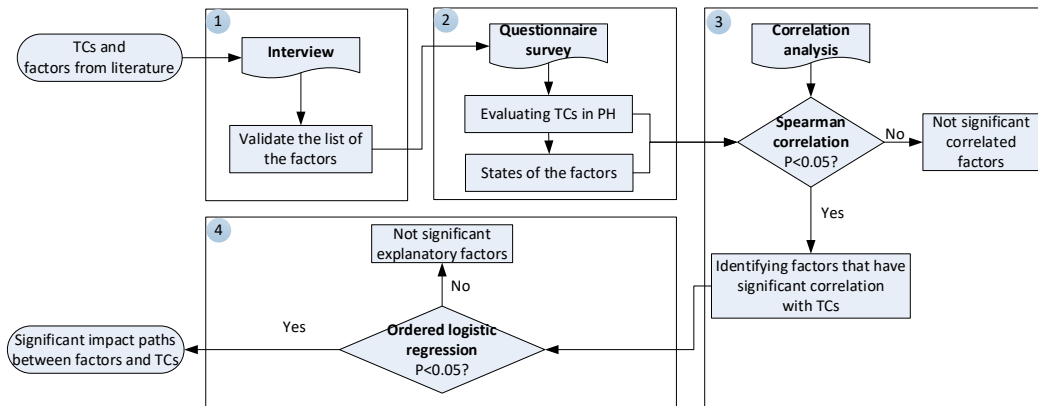 1
TCs and
factors from literature
Interview
Validate the list of
the factors
2
Questionnaire
survey
Evaluating TCs in PH
States of the factors
3
Correlation
analysis
Spearman
correlation
P<0.05?
No
Not significant
correlated
factors
Yes
Identifying factors that have
significant correlation
with TCs
4
Not significant
explanatory factors
No
Ordered logistic
regression
P<0.05?
Yes
Significant impact paths
between factors and TCs